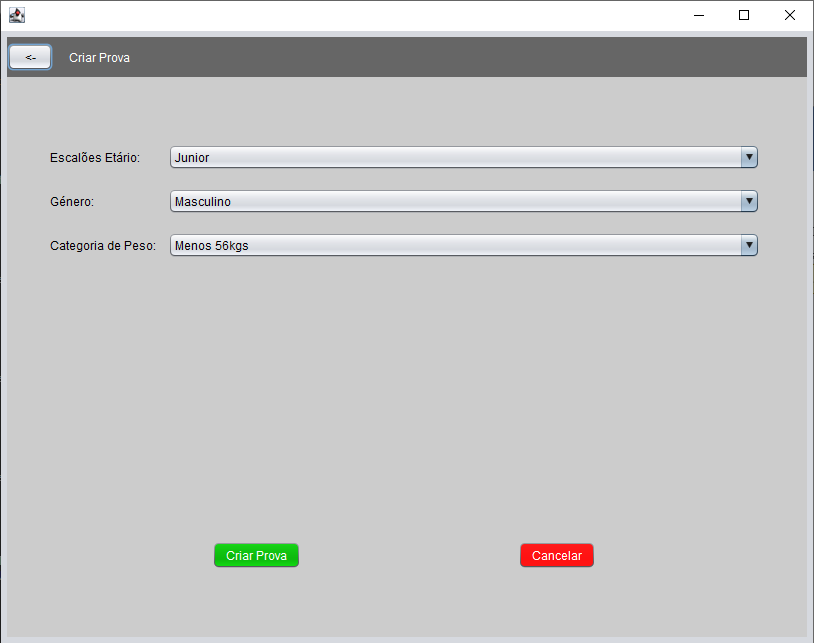 <- Criar Prova
Escalões Etário: Junior
Género: Masculino
Categoria de Peso: Menos 56kgs
Criar Prova Cancelar